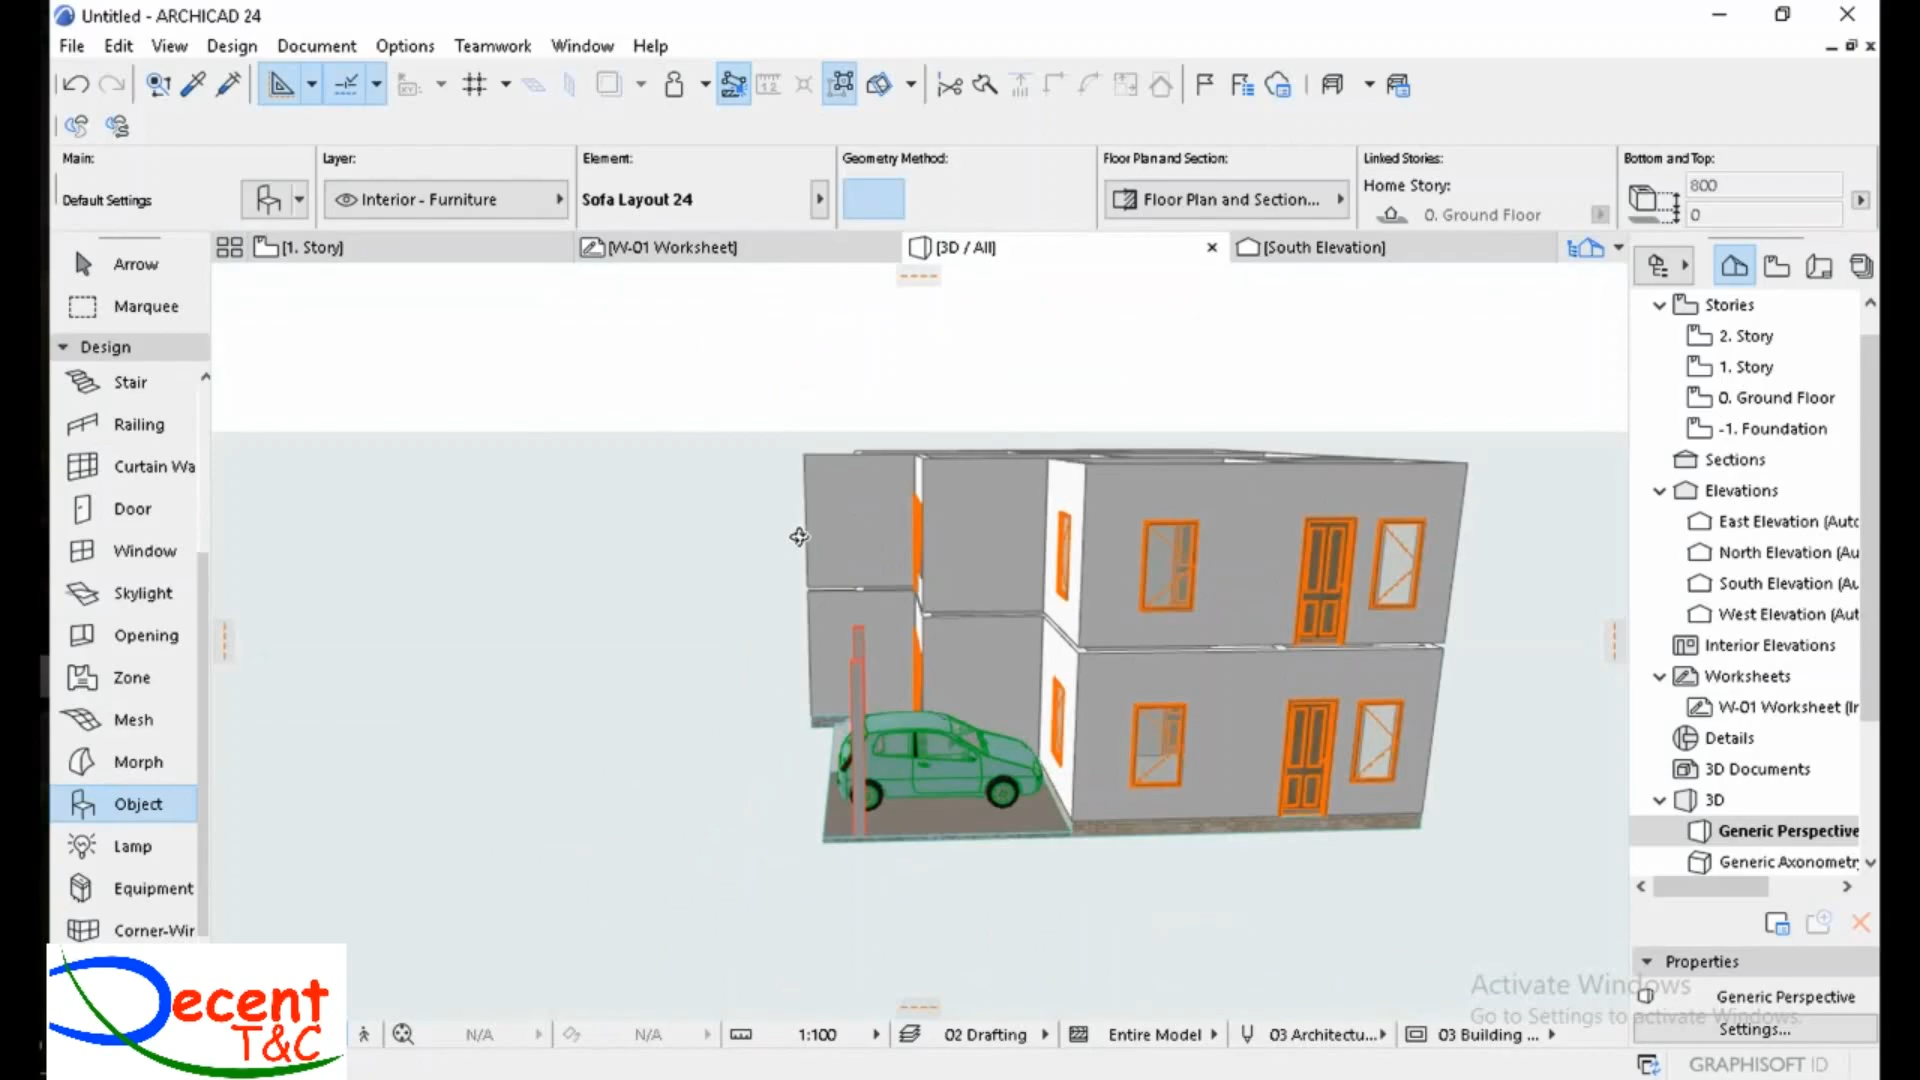 Untitled - ARCHICAD 24
File Edit View Design Document Options Teamwork Window Help
Main: Layer: Element: Geometry Method: Floor Plan and Section: Linked Stories: Bottom and Top:
Default Settings Interior - Furniture Sofa Layout 24 Floor Plan and Section... Home Story: 800
0. Ground Floor 0
[1. Story] [W-01 Worksheet] [3D / All] [South Elevation]
Arrow
Marquee
Design
Stair
Railing
Curtain Wa
Door
Window
Skylight
Opening
Zone
Mesh
Morph
Object
Lamp
Equipment
Corner-Wir
Stories
2. Story
1. Story
0. Ground Floor
-1. Foundation
Sections
Elevations
East Elevation (Autc
North Elevation (Au
South Elevation (Au
West Elevation (Aut
Interior Elevations
Worksheets
W-01 Worksheet (Ir
Details
3D Documents
3D
Generic Perspective
Generic Axonometr
Properties
Generic Perspective
Settings...
Activate Windows
Go to Settings to activate Windows.
Decent
T&C
N/A N/A 1:100 02 Drafting Entire Model 03 Architectu... 03 Building ...
GRAPHISOFT ID